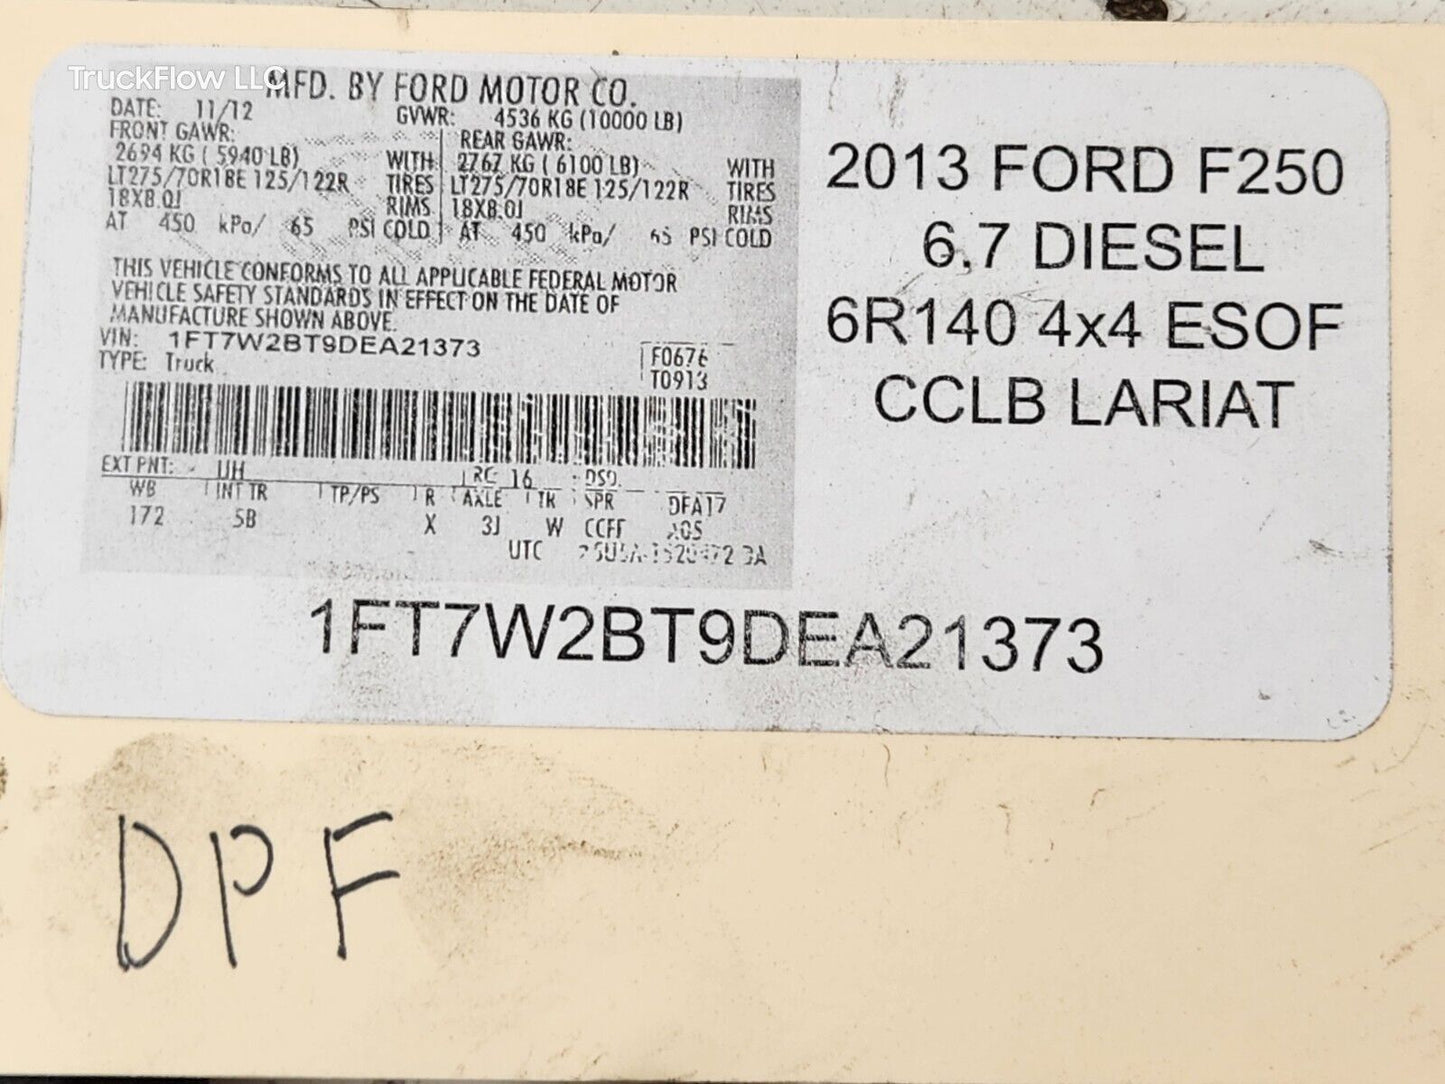 TruckFlow LLC
MFD. BY FORD MOTOR CO.
DATE: 11/12 GVWR: 4536 KG (10000 LB)
FRONT GAWR: REAR GAWR:
2694 KG ( 5940 LB) WITH 2767 KG ( 6100 LB) WITH
LT275/70R18E 125/122R TIRES LT275/70R18E 125/122R TIRES
18X8.0J RIMS 18X8.0J RIMS
AT 450 kPa/ 65 PSI COLD AT 450 kPa/ 65 PSI COLD
THIS VEHICLE CONFORMS TO ALL APPLICABLE FEDERAL MOTOR
VEHICLE SAFETY STANDARDS IN EFFECT ON THE DATE OF
MANUFACTURE SHOWN ABOVE.
VIN: 1FT7W2BT9DEA21373
TYPE: Truck
F0676
T0913
EXT PNT: UH RC: 16 DSO:
WB INT TR TP/PS R AXLE TR SPR DFA17
172 5B X 3J W CCFF
UTC
2013 FORD F250
6.7 DIESEL
6R140 4x4 ESOF
CCLB LARIAT
1FT7W2BT9DEA21373
DPF